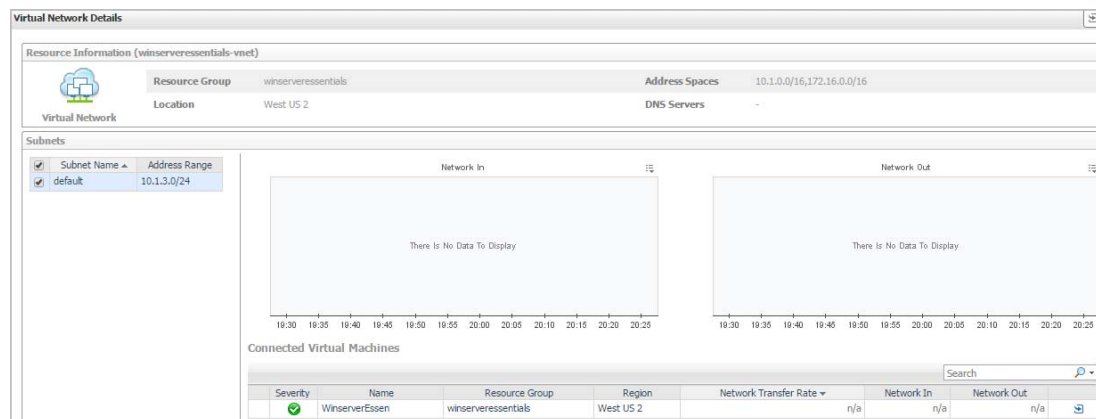 Virtual Network Details
Resource Information (winserveressentials-vnet)
Resource Group winserveressentials Address Spaces 10.1.0.0/16,172.16.0.0/16
Location West US 2 DNS Servers -
Virtual Network
Subnets
Subnet Name Address Range
default 10.1.3.0/24
Network In
There Is No Data To Display
19:30 19:35 19:40 19:45 19:50 19:55 20:00 20:05 20:10 20:15 20:20 20:25
Network Out
There Is No Data To Display
19:30 19:35 19:40 19:45 19:50 19:55 20:00 20:05 20:10 20:15 20:20 20:25
Connected Virtual Machines
Search
Severity Name Resource Group Region Network Transfer Rate Network In Network Out
WinserverEssen winserveressentials West US 2 n/a n/a n/a